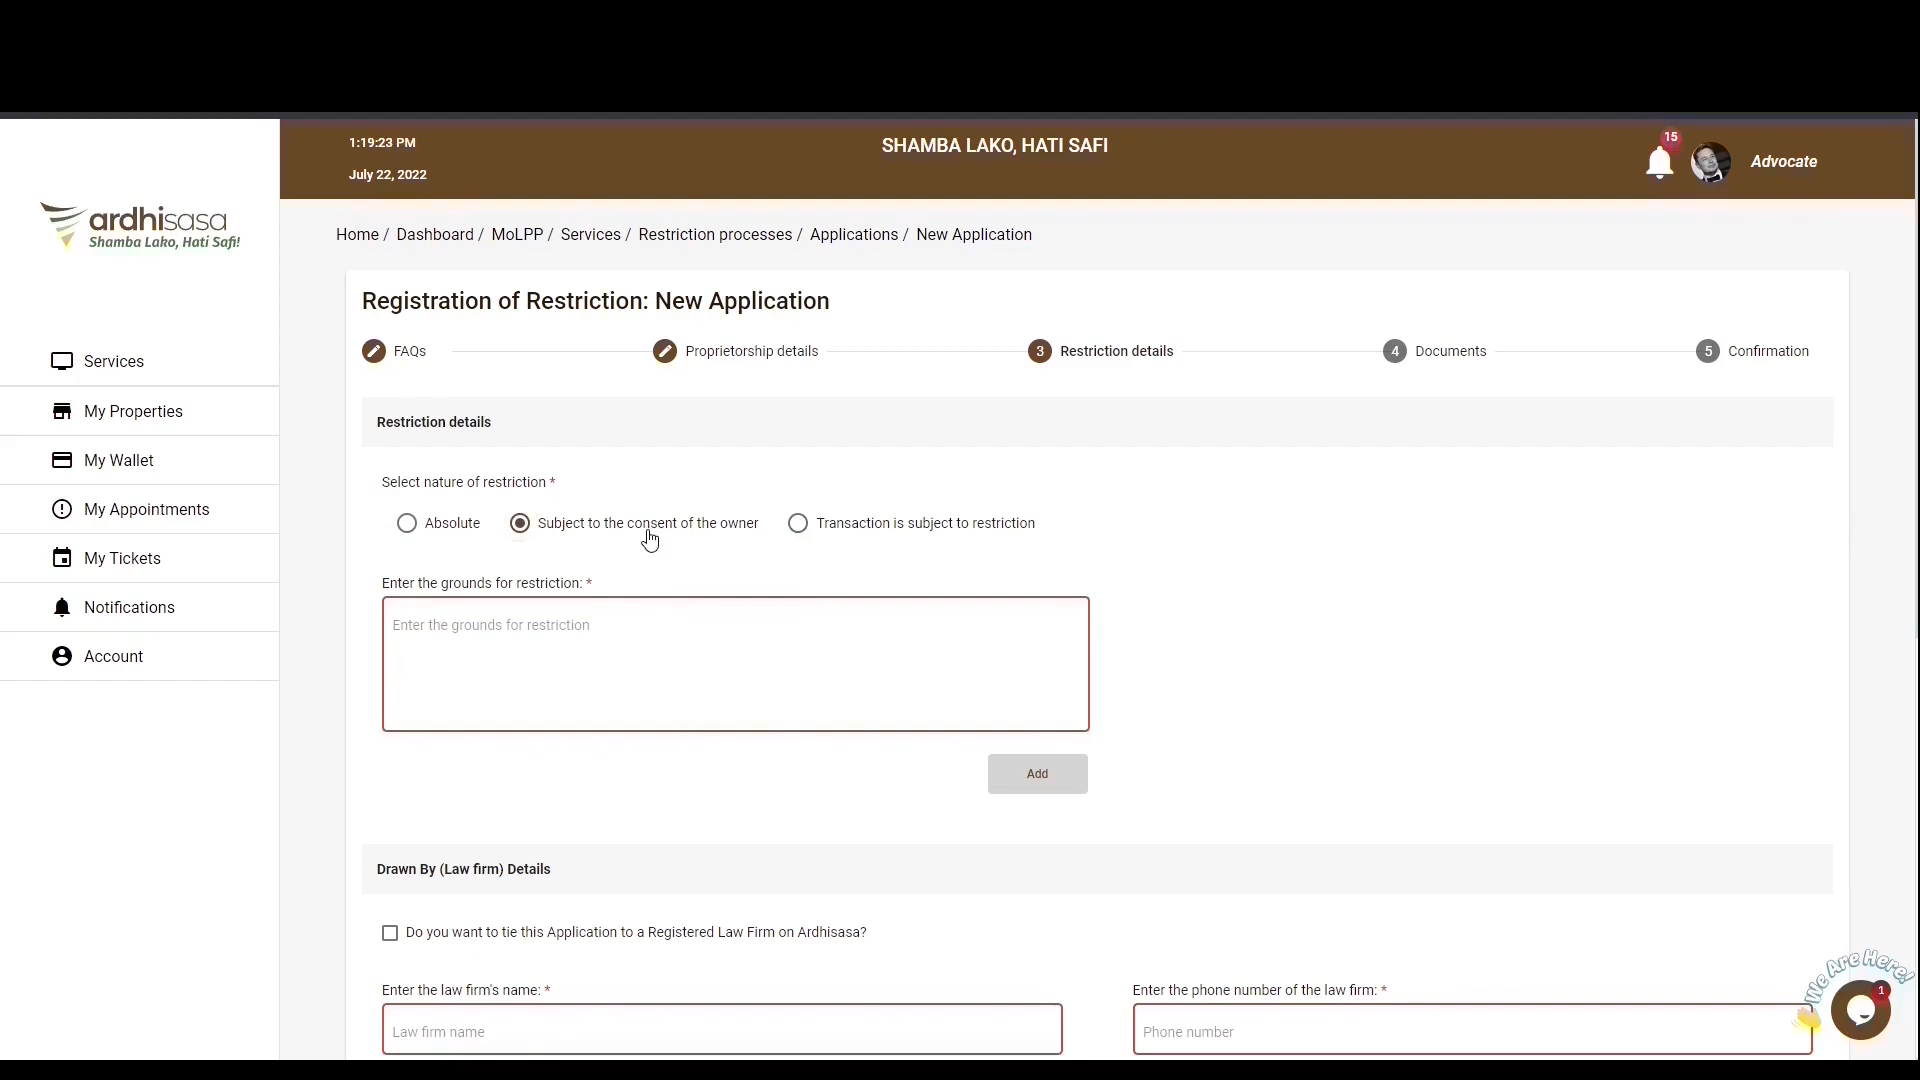 1:19:23 PM
SHAMBA LAKO, HATI SAFI
15
Advocate
July 22, 2022
ardhisasa
Shamba Lako, Hati Safi!
Home / Dashboard / MoLPP / Services / Restriction processes / Applications / New Application
Registration of Restriction: New Application
FAQs
Proprietorship details
3 Restriction details
4 Documents
5 Confirmation
Services
My Properties
My Wallet
My Appointments
My Tickets
Notifications
Account
Restriction details
Select nature of restriction *
Absolute
Subject to the consent of the owner
Transaction is subject to restriction
Enter the grounds for restriction: *
Enter the grounds for restriction
Add
Drawn By (Law firm) Details
Do you want to tie this Application to a Registered Law Firm on Ardhisasa?
Enter the law firm's name: *
Law firm name
Enter the phone number of the law firm: *
Phone number
We Are Here!
1